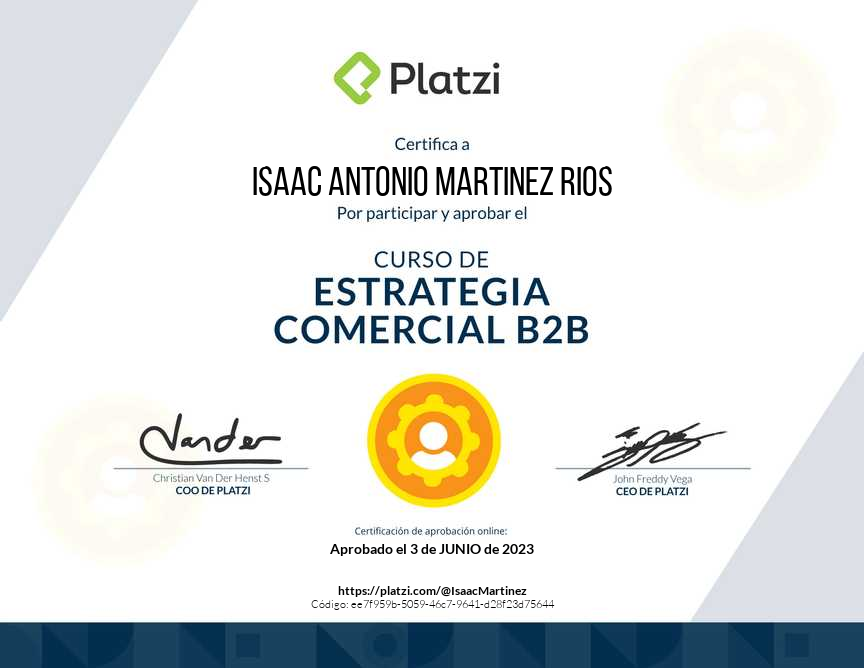 Platzi
Certifica a
ISAAC ANTONIO MARTINEZ RIOS
Por participar y aprobar el
CURSO DE
ESTRATEGIA
COMERCIAL B2B
Vander
Christian Van Der Henst S
COO DE PLATZI
John Freddy Vega
CEO DE PLATZI
Certificación de aprobación online:
Aprobado el 3 de JUNIO de 2023
https://platzi.com/@IsaacMartinez
Código: ee7f959b-5059-46c7-9641-d28f23d75644